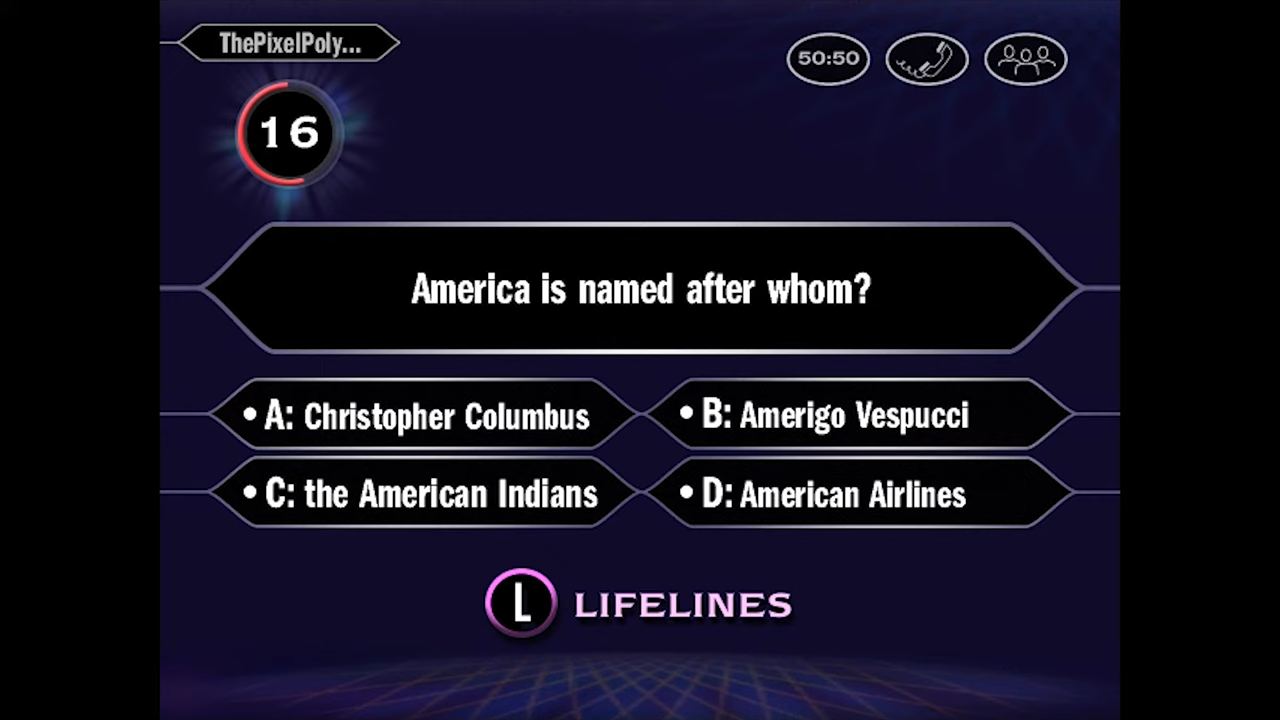 ThePixelPoly...
50:50
16
America is named after whom?
• A: Christopher Columbus
• B: Amerigo Vespucci
• C: the American Indians
• D: American Airlines
L LIFELINES